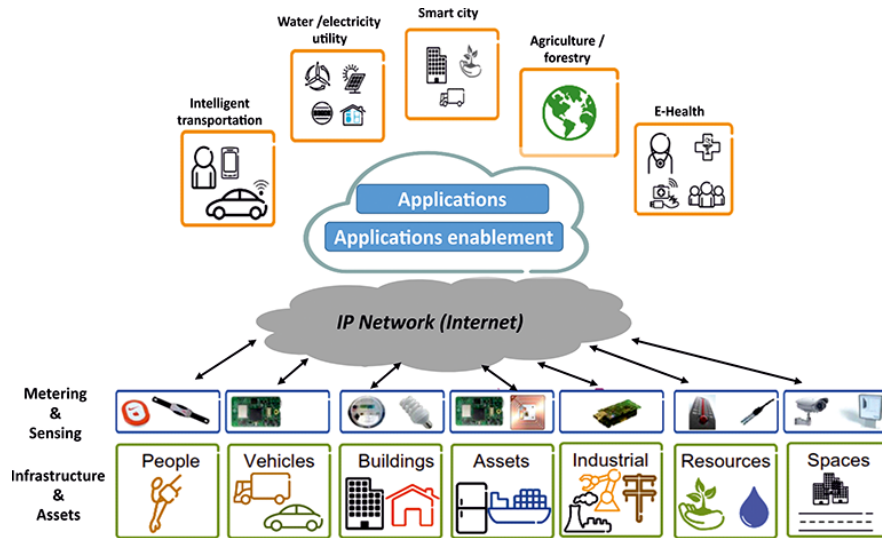 Smart city
Water /electricity
utility
Agriculture /
forestry
Intelligent
transportation
E-Health
Applications
Applications enablement
IP Network (Internet)
Metering
&
Sensing
Infrastructure
&
Assets
People
Vehicles
Buildings
Assets
Industrial
Resources
Spaces